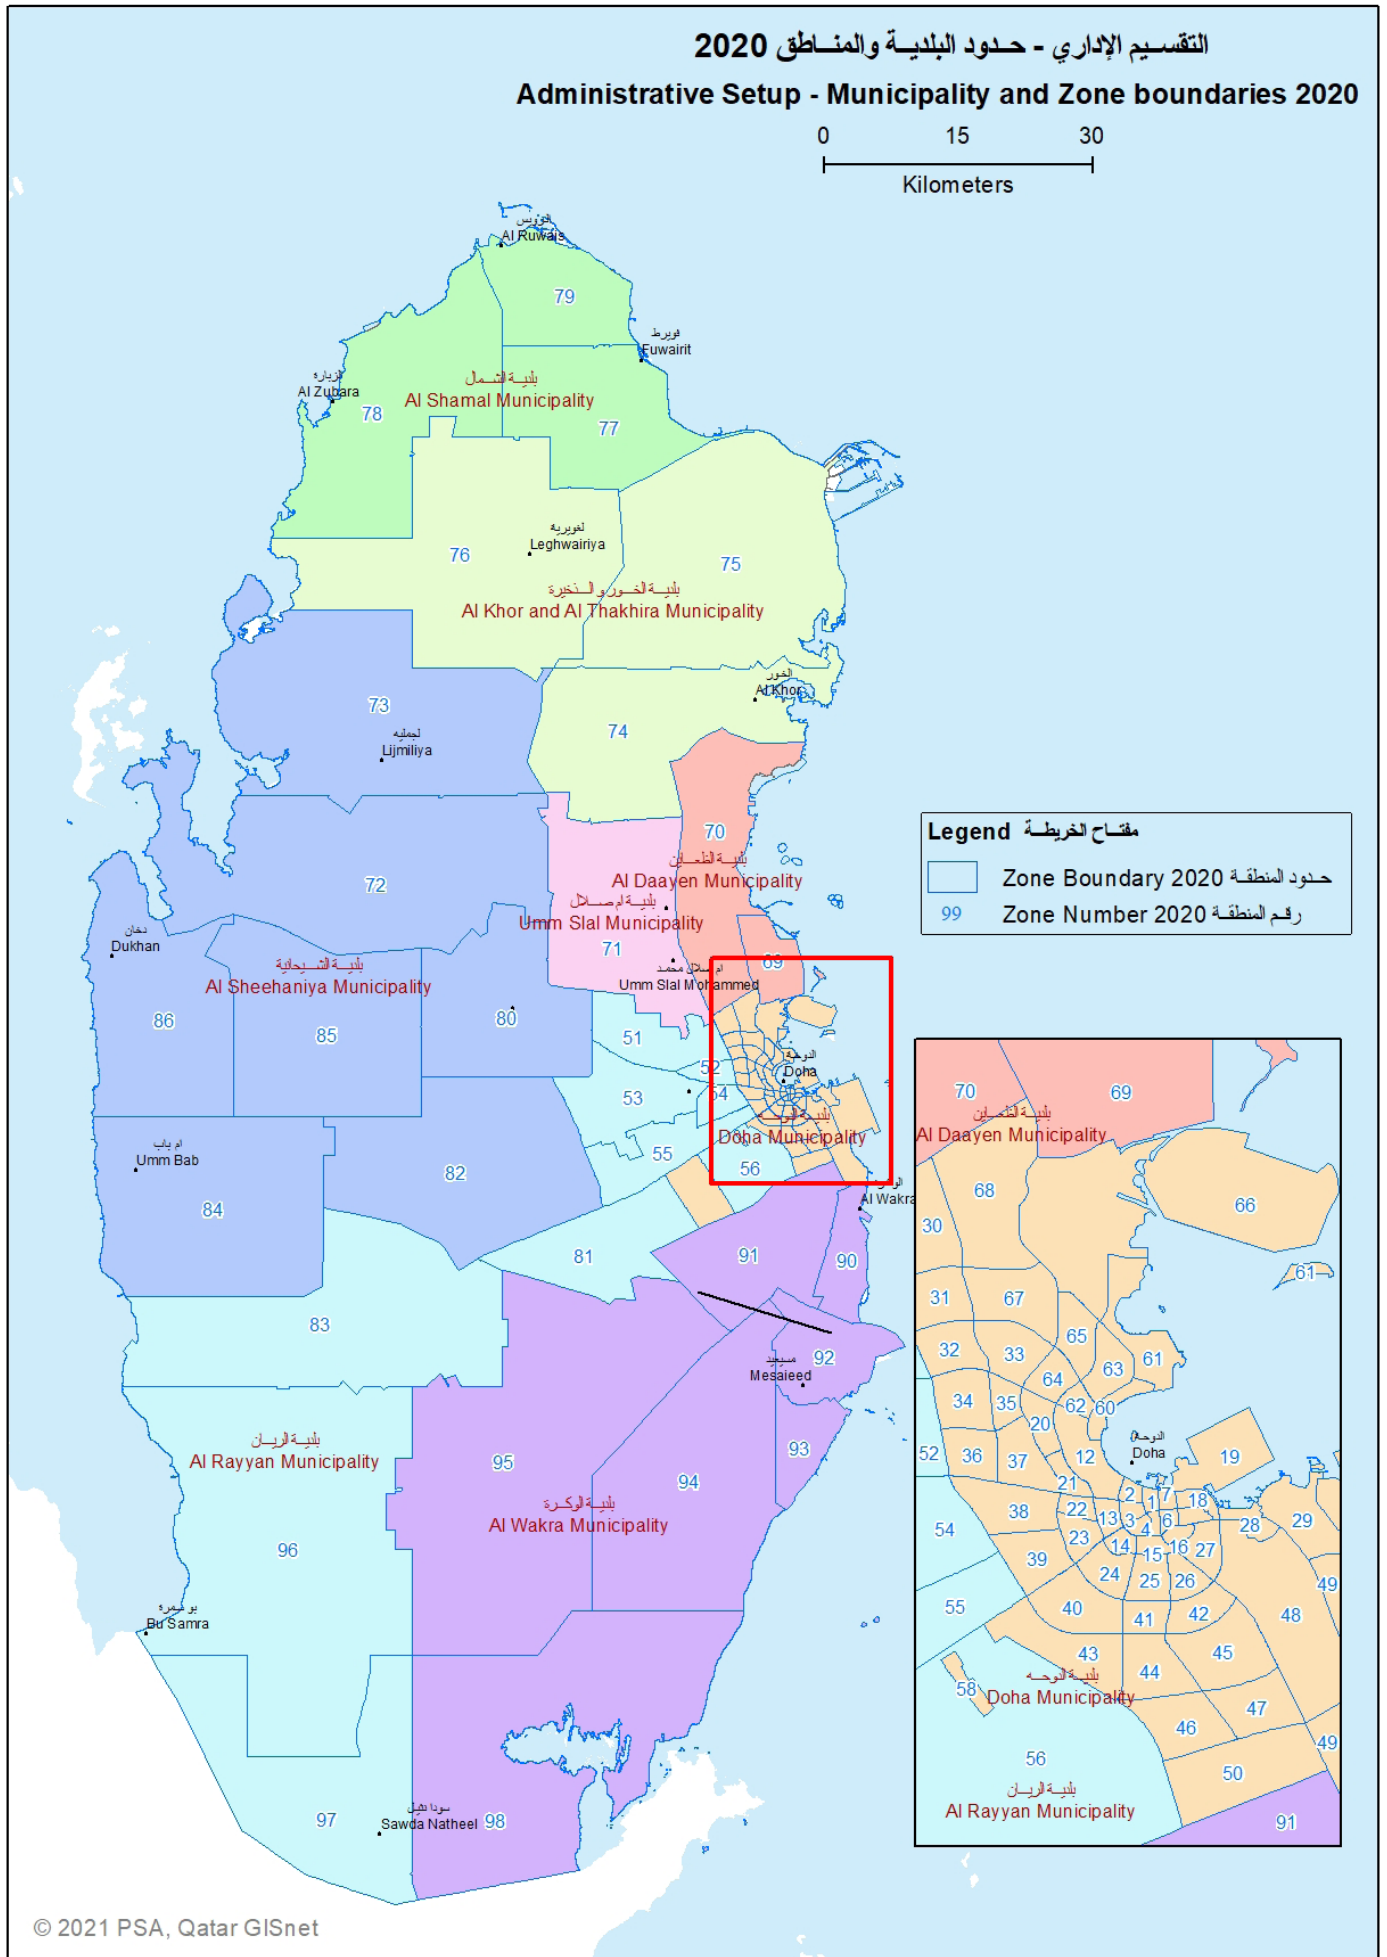 التقسيم الإداري - حدود البلدية والمناطق 2020
Administrative Setup - Municipality and Zone boundaries 2020
0 15 30
Kilometers
الرويس
Al Ruwais
79
فويرط
Fuwairit
الزبارة
Al Zubara
78
بلدية الشمال
Al Shamal Municipality
77
لغويرية
Leghwairiya
76
75
بلدية الخور والذخيرة
Al Khor and Al Thakhira Municipality
الخور
Al Khor
73
لجميليه
Lijmiliya
74
70
72
بلدية الظعاين
Al Daayen Municipality
بلدية ام صلال
Umm Slal Municipality
71
69
ام صلال محمد
Umm Slal Mohammed
دخان
Dukhan
بلدية الشيحانية
Al Sheehaniya Municipality
86
85
80
51
52
الدوحة
Doha
53
54
بلدية الدوحه
Doha Municipality
55
56
ام باب
Umm Bab
84
82
الوكرة
Al Wakra
81
91
90
83
92
مسيعيد
Mesaieed
93
بلدية الريان
Al Rayyan Municipality
95
94
بلدية الوكرة
Al Wakra Municipality
96
بو سمرة
Bu Samra
97
سودا نثيل
Sawda Natheel
98
Legend مفتاح الخريطة
Zone Boundary 2020 حدود المنطقة
99 Zone Number 2020 رقم المنطقة
70
69
بلدية الظعاين
Al Daayen Municipality
68
66
30
61
31
67
65
32
33
63
61
64
34
35
62
60
20
الدوحة
Doha
52
36
37
12
19
21
2
7
18
38
22
13
3
1
6
28
29
54
23
4
14
15
16
27
39
24
25
26
49
55
40
41
42
48
43
45
44
بلدية الدوحه
58
Doha Municipality
47
46
49
56
50
بلدية الريان
Al Rayyan Municipality
91
© 2021 PSA, Qatar GISnet